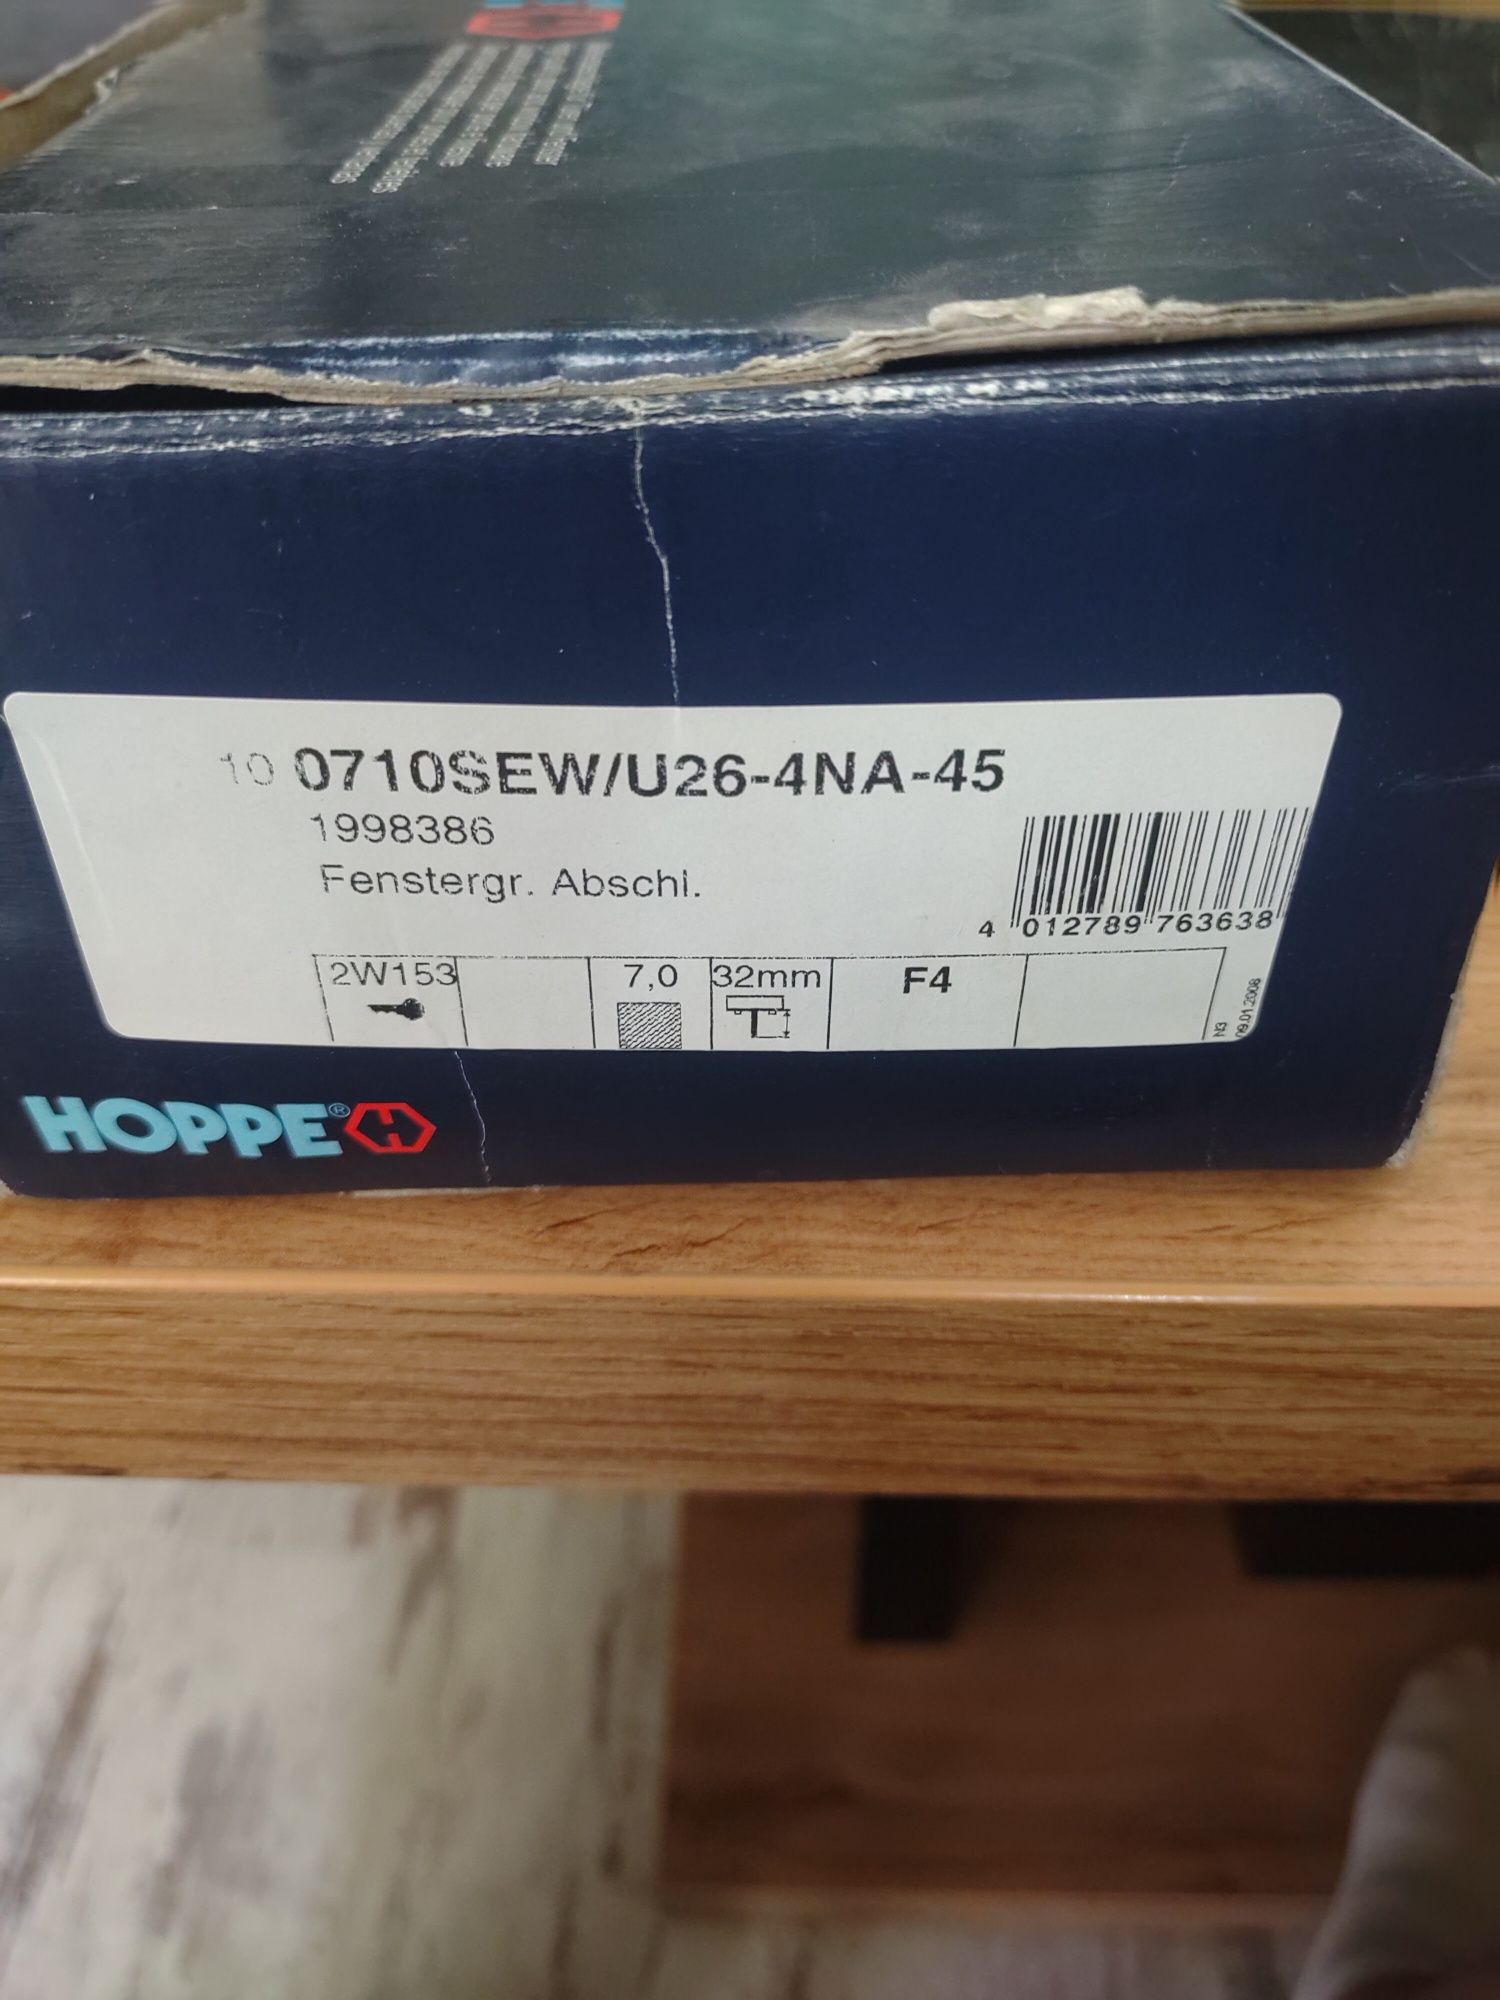 10 0710SEW/U26-4NA-45
1998386
Fenstergr. Abschl.
4 012789 763638
2W153 7,0 32mm F4
N3
09.01.2008
HOPPE® H